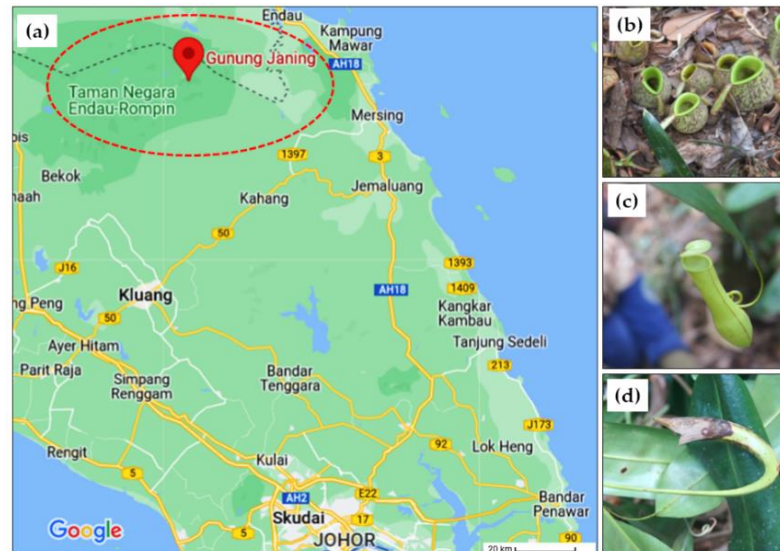 (a)
Endau
Kampung
Mawar
AH18
Gunung Janing
Taman Negara
Endau-Rompin
Mersing
1397
3
Bekok
Jemaluang
Kahang
50
J16
1393
AH18
1409
Kluang
Kangkar
Kambau
50
Ayer Hitam
Tanjung Sedeli
Parit Raja
Bandar
Tenggara
213
Simpang
Renggam
J173
92
Lok Heng
Rengit
Kulai
5
AH2
E22
Bandar
Penawar
Skudai
17
5
JOHOR
90
Google
20 km
(b)
(c)
(d)